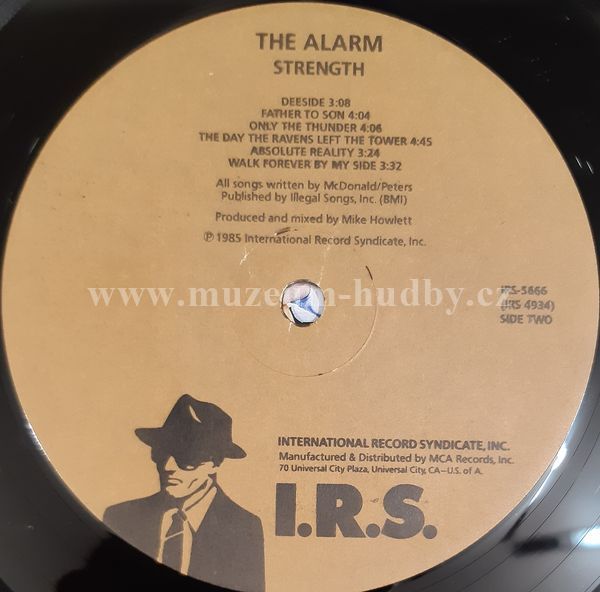 THE ALARM
STRENGTH
DEESIDE 3:08
FATHER TO SON 4:04
ONLY THE THUNDER 4:06
THE DAY THE RAVENS LEFT THE TOWER 4:45
ABSOLUTE REALITY 3:24
WALK FOREVER BY MY SIDE 3:32
All songs written by McDonald/Peters
Published by Illegal Songs, Inc. (BMI)
Produced and mixed by Mike Howlett
℗ 1985 International Record Syndicate, Inc.
www.muzeum-hudby.cz
IRS-5666
(IRS 4934)
SIDE TWO
INTERNATIONAL RECORD SYNDICATE, INC.
Manufactured & Distributed by MCA Records, Inc.
70 Universal City Plaza, Universal City, CA–U.S. of A.
I.R.S.